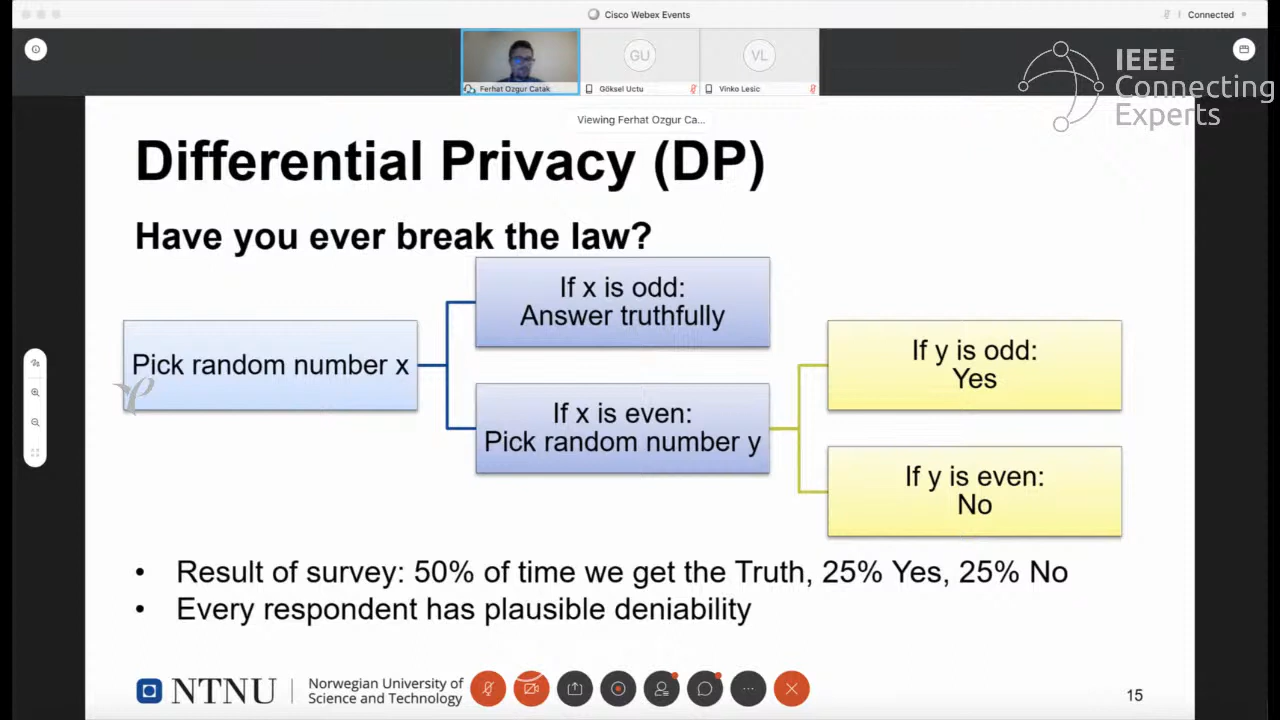 Cisco Webex Events
Connected
GU
VL
Ferhat Ozgur Catak
Göksel Uctu
Vinko Lesic
IEEE
Connecting
Experts
Viewing Ferhat Ozgur Ca...
Differential Privacy (DP)
Have you ever break the law?
Pick random number x
If x is odd:
Answer truthfully
If x is even:
Pick random number y
If y is odd:
Yes
If y is even:
No
• Result of survey: 50% of time we get the Truth, 25% Yes, 25% No
• Every respondent has plausible deniability
NTNU
Norwegian University of
Science and Technology
15